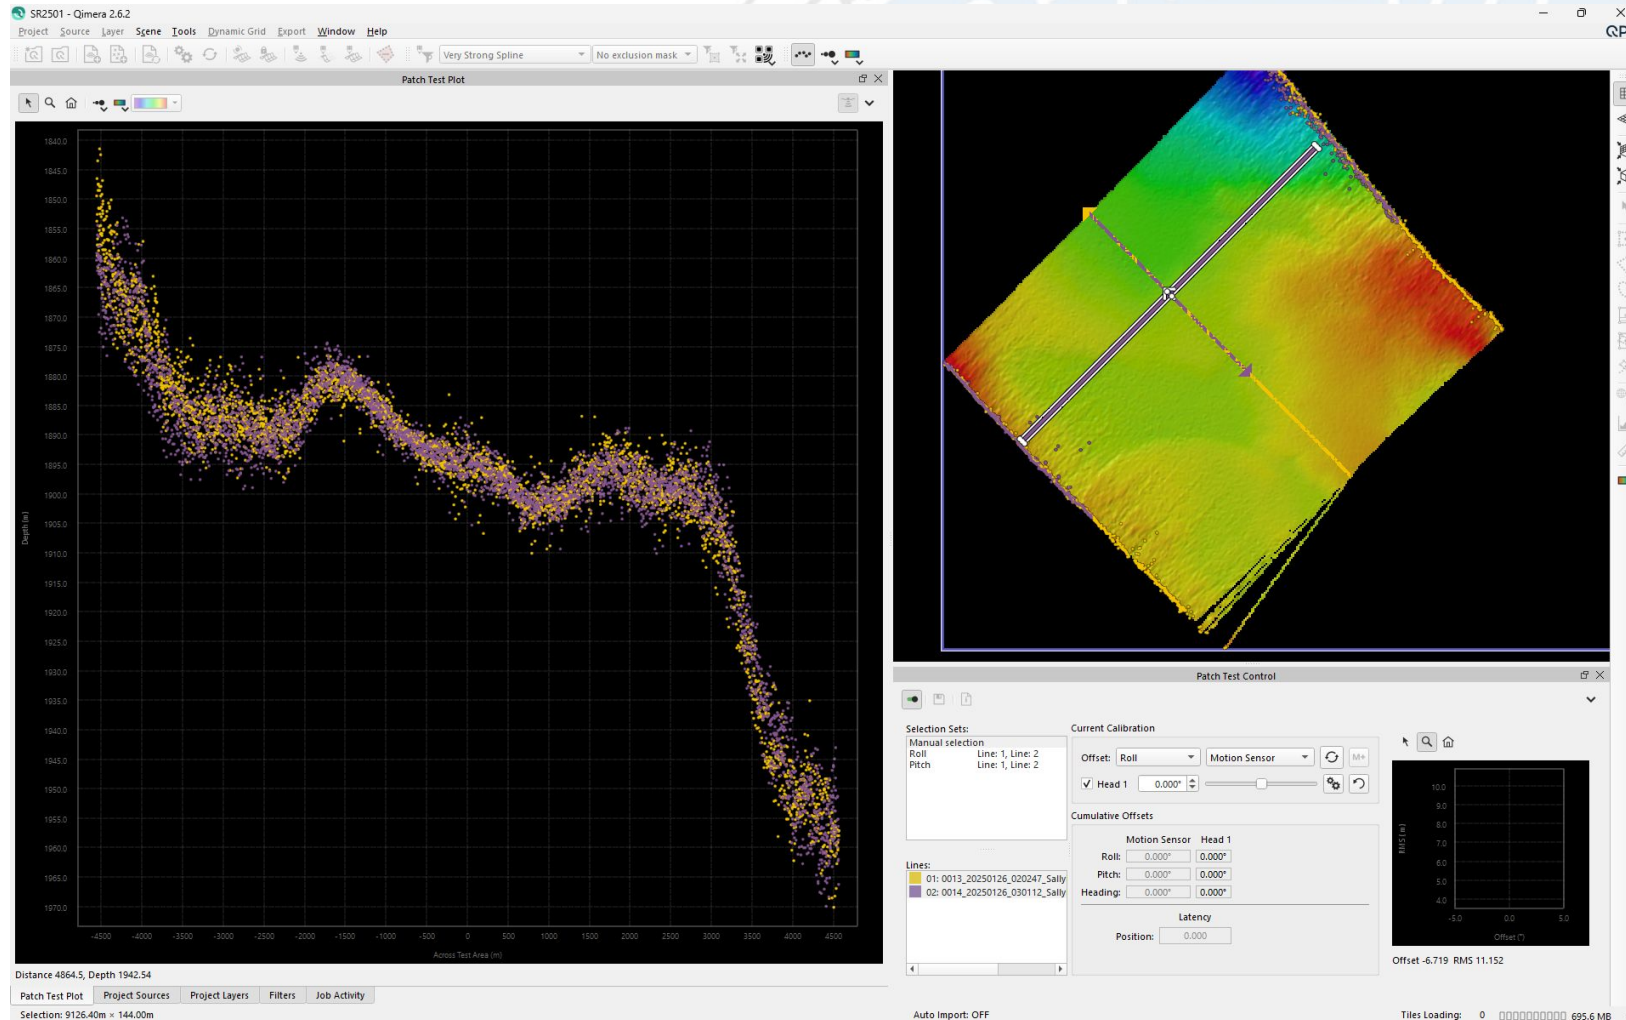 SR2501 - Qimera 2.6.2
Project Source Layer Scene Tools Dynamic Grid Export Window Help
QP
Very Strong Spline
No exclusion mask
Patch Test Plot
1840.0
1845.0
1850.0
1855.0
1860.0
1865.0
1870.0
1875.0
1880.0
1885.0
1890.0
1895.0
1900.0
1905.0
1910.0
1915.0
1920.0
1925.0
1930.0
1935.0
1940.0
1945.0
1950.0
1955.0
1960.0
1965.0
1970.0
Depth (m)
-4500 -4000 -3500 -3000 -2500 -2000 -1500 -1000 -500 0 500 1000 1500 2000 2500 3000 3500 4000 4500
Across Test Area (m)
Distance 4864.5, Depth 1942.54
Patch Test Plot Project Sources Project Layers Filters Job Activity
Selection: 9126.40m × 144.00m
Patch Test Control
Selection Sets:
Manual selection
Roll Line: 1, Line: 2
Pitch Line: 1, Line: 2
Lines:
01: 0013_20250126_020247_Sally
02: 0014_20250126_030112_Sally
Current Calibration
Offset: Roll Motion Sensor M+
Head 1 0.000°
Cumulative Offsets
Motion Sensor Head 1
Roll: 0.000° 0.000°
Pitch: 0.000° 0.000°
Heading: 0.000° 0.000°
Latency
Position: 0.000
10.0
9.0
8.0
7.0
6.0
5.0
4.0
RMS (m)
-5.0 0.0 5.0
Offset (°)
Offset -6.719 RMS 11.152
Auto Import: OFF
Tiles Loading: 0 695.6 MB